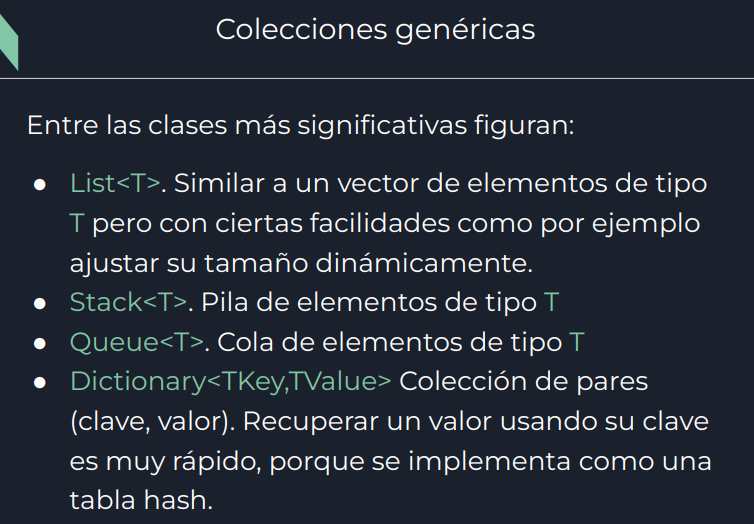 Colecciones genéricas
Entre las clases más significativas figuran:
● List<T>. Similar a un vector de elementos de tipo
T pero con ciertas facilidades como por ejemplo
ajustar su tamaño dinámicamente.
● Stack<T>. Pila de elementos de tipo T
● Queue<T>. Cola de elementos de tipo T
● Dictionary<TKey,TValue> Colección de pares
(clave, valor). Recuperar un valor usando su clave
es muy rápido, porque se implementa como una
tabla hash.